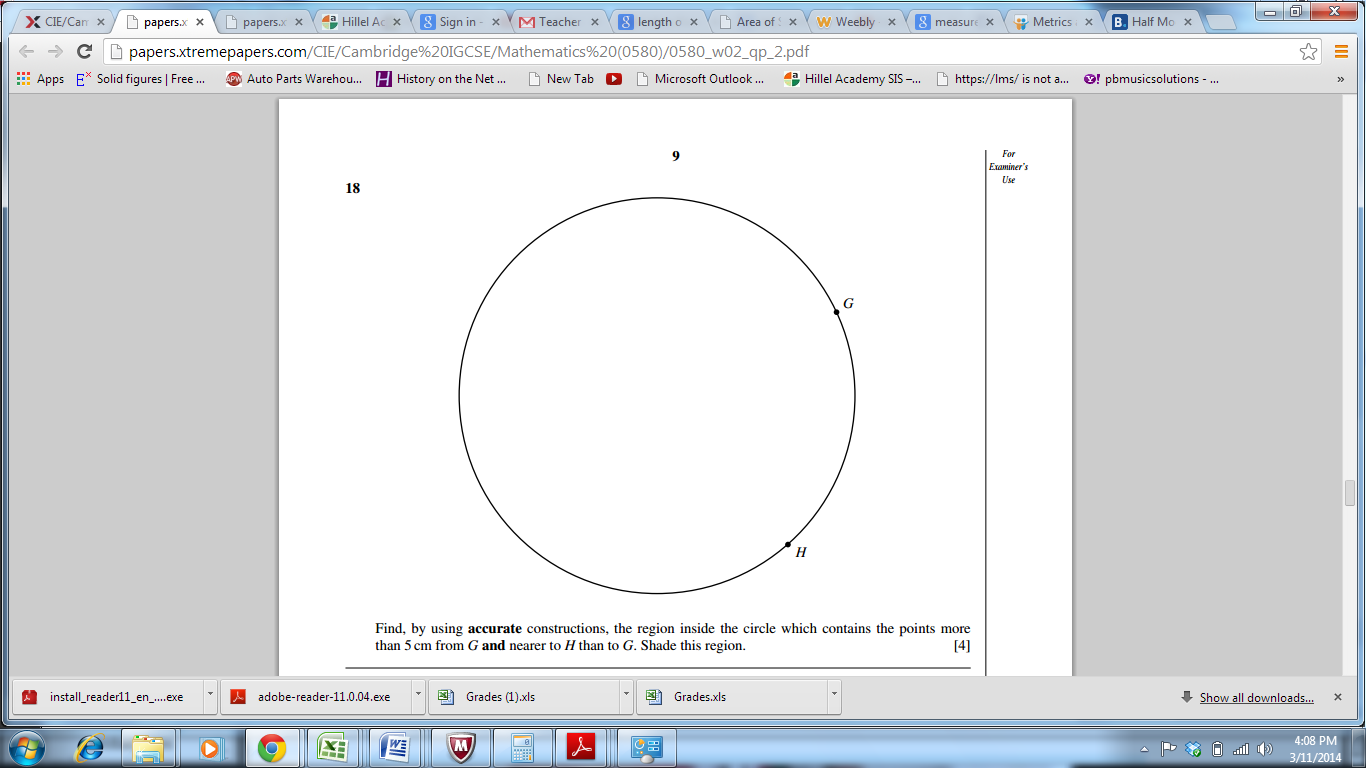 CIE/Cam
papers.x
papers.x
Hillel Ac
Sign in -
Teacher
length o
Area of S
Weebly
measure
Metrics
Half Mo
papers.xtremepapers.com/CIE/Cambridge%20IGCSE/Mathematics%20(0580)/0580_w02_qp_2.pdf
Apps
Solid figures | Free ...
Auto Parts Warehou...
History on the Net ...
New Tab
Microsoft Outlook ...
Hillel Academy SIS –...
https://lms/ is not a...
pbmusicsolutions - ...
»
9
For
Examiner's
Use
18
G
H
Find, by using accurate constructions, the region inside the circle which contains the points more
than 5 cm from G and nearer to H than to G. Shade this region. [4]
install_reader11_en_....exe
adobe-reader-11.0.04.exe
Grades (1).xls
Grades.xls
Show all downloads...
4:08 PM
3/11/2014